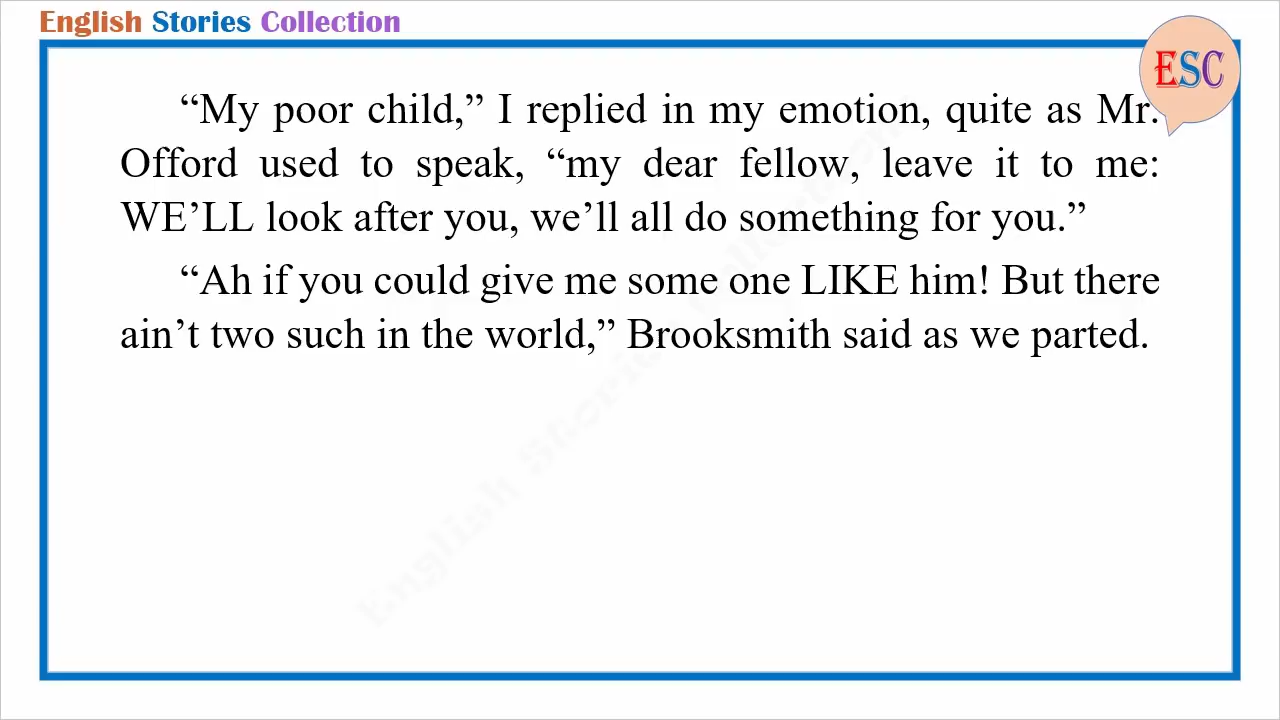 English Stories Collection
ESC
“My poor child,” I replied in my emotion, quite as Mr.
Offord used to speak, “my dear fellow, leave it to me:
WE’LL look after you, we’ll all do something for you.”
“Ah if you could give me some one LIKE him! But there
ain’t two such in the world,” Brooksmith said as we parted.
English Stories Collection